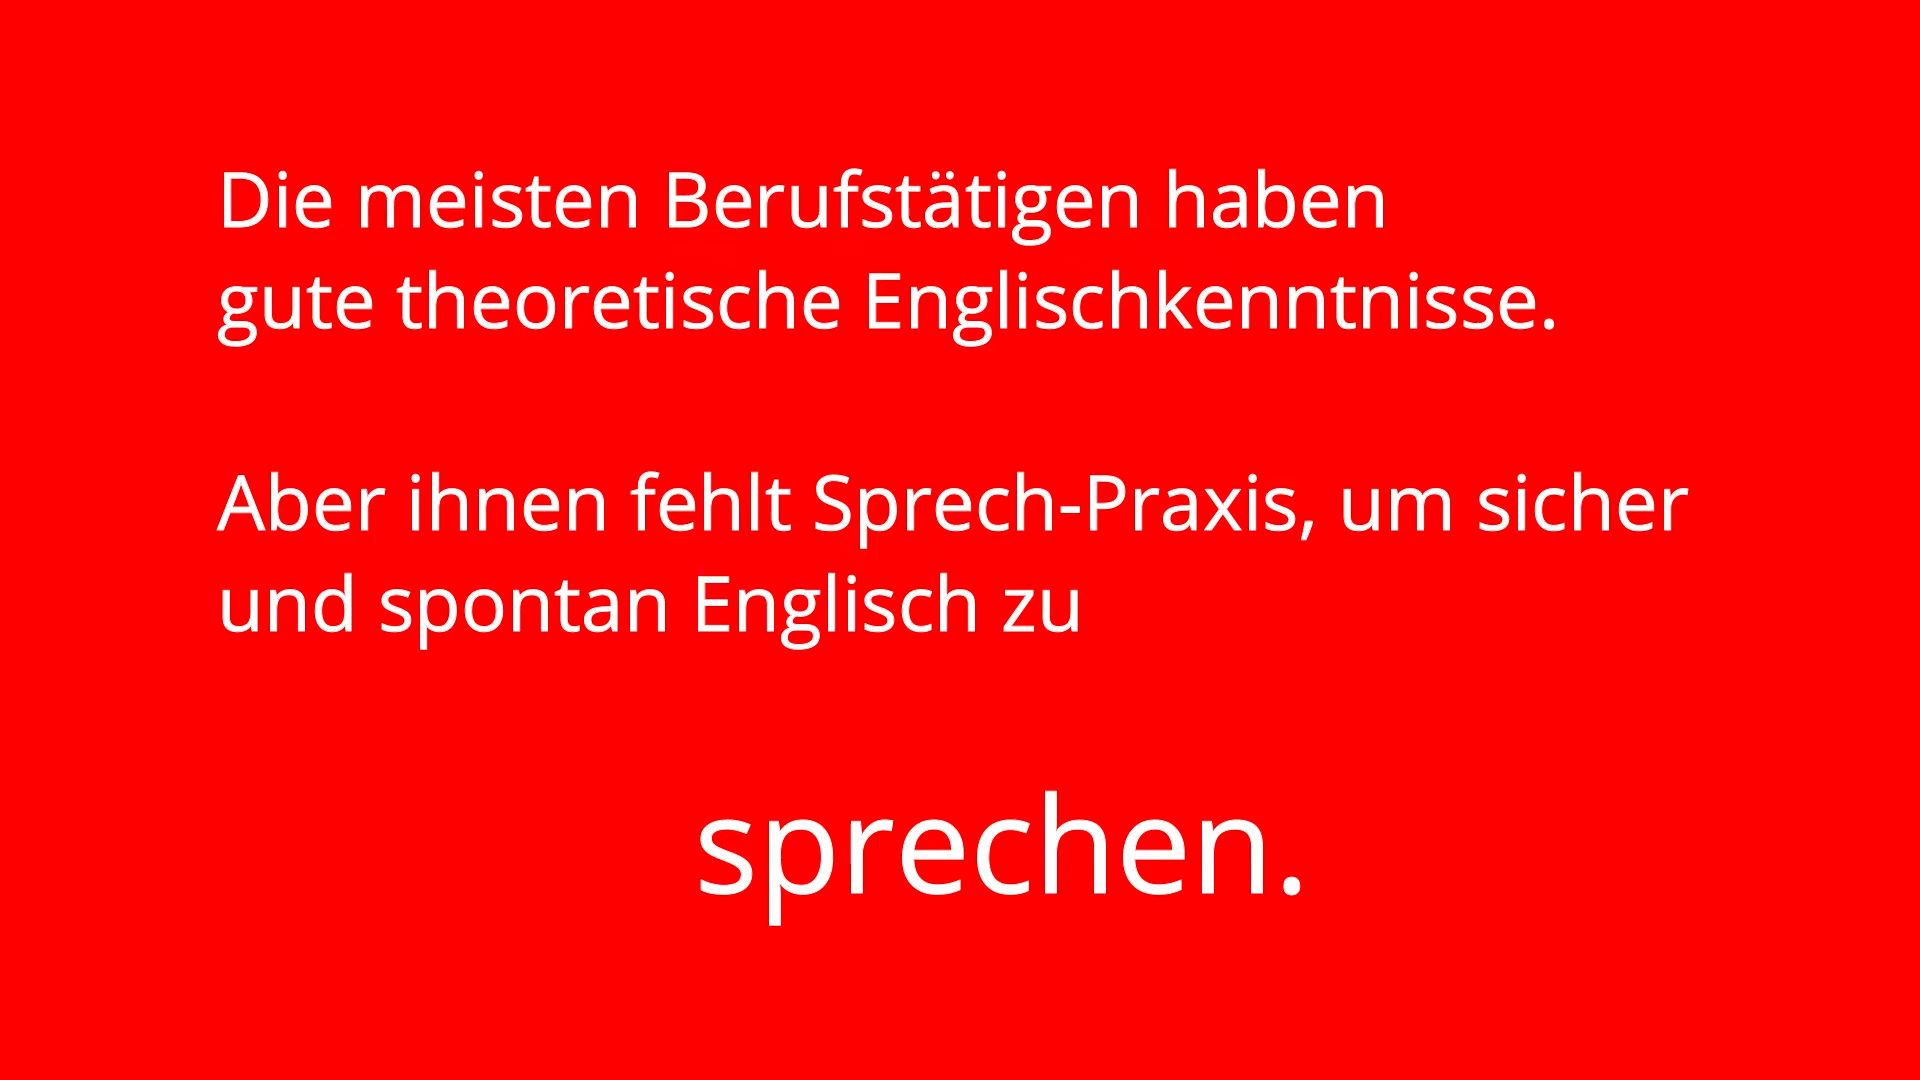 Die meisten Berufstätigen haben
gute theoretische Englischkenntnisse.
Aber ihnen fehlt Sprech-Praxis, um sicher
und spontan Englisch zu
sprechen.